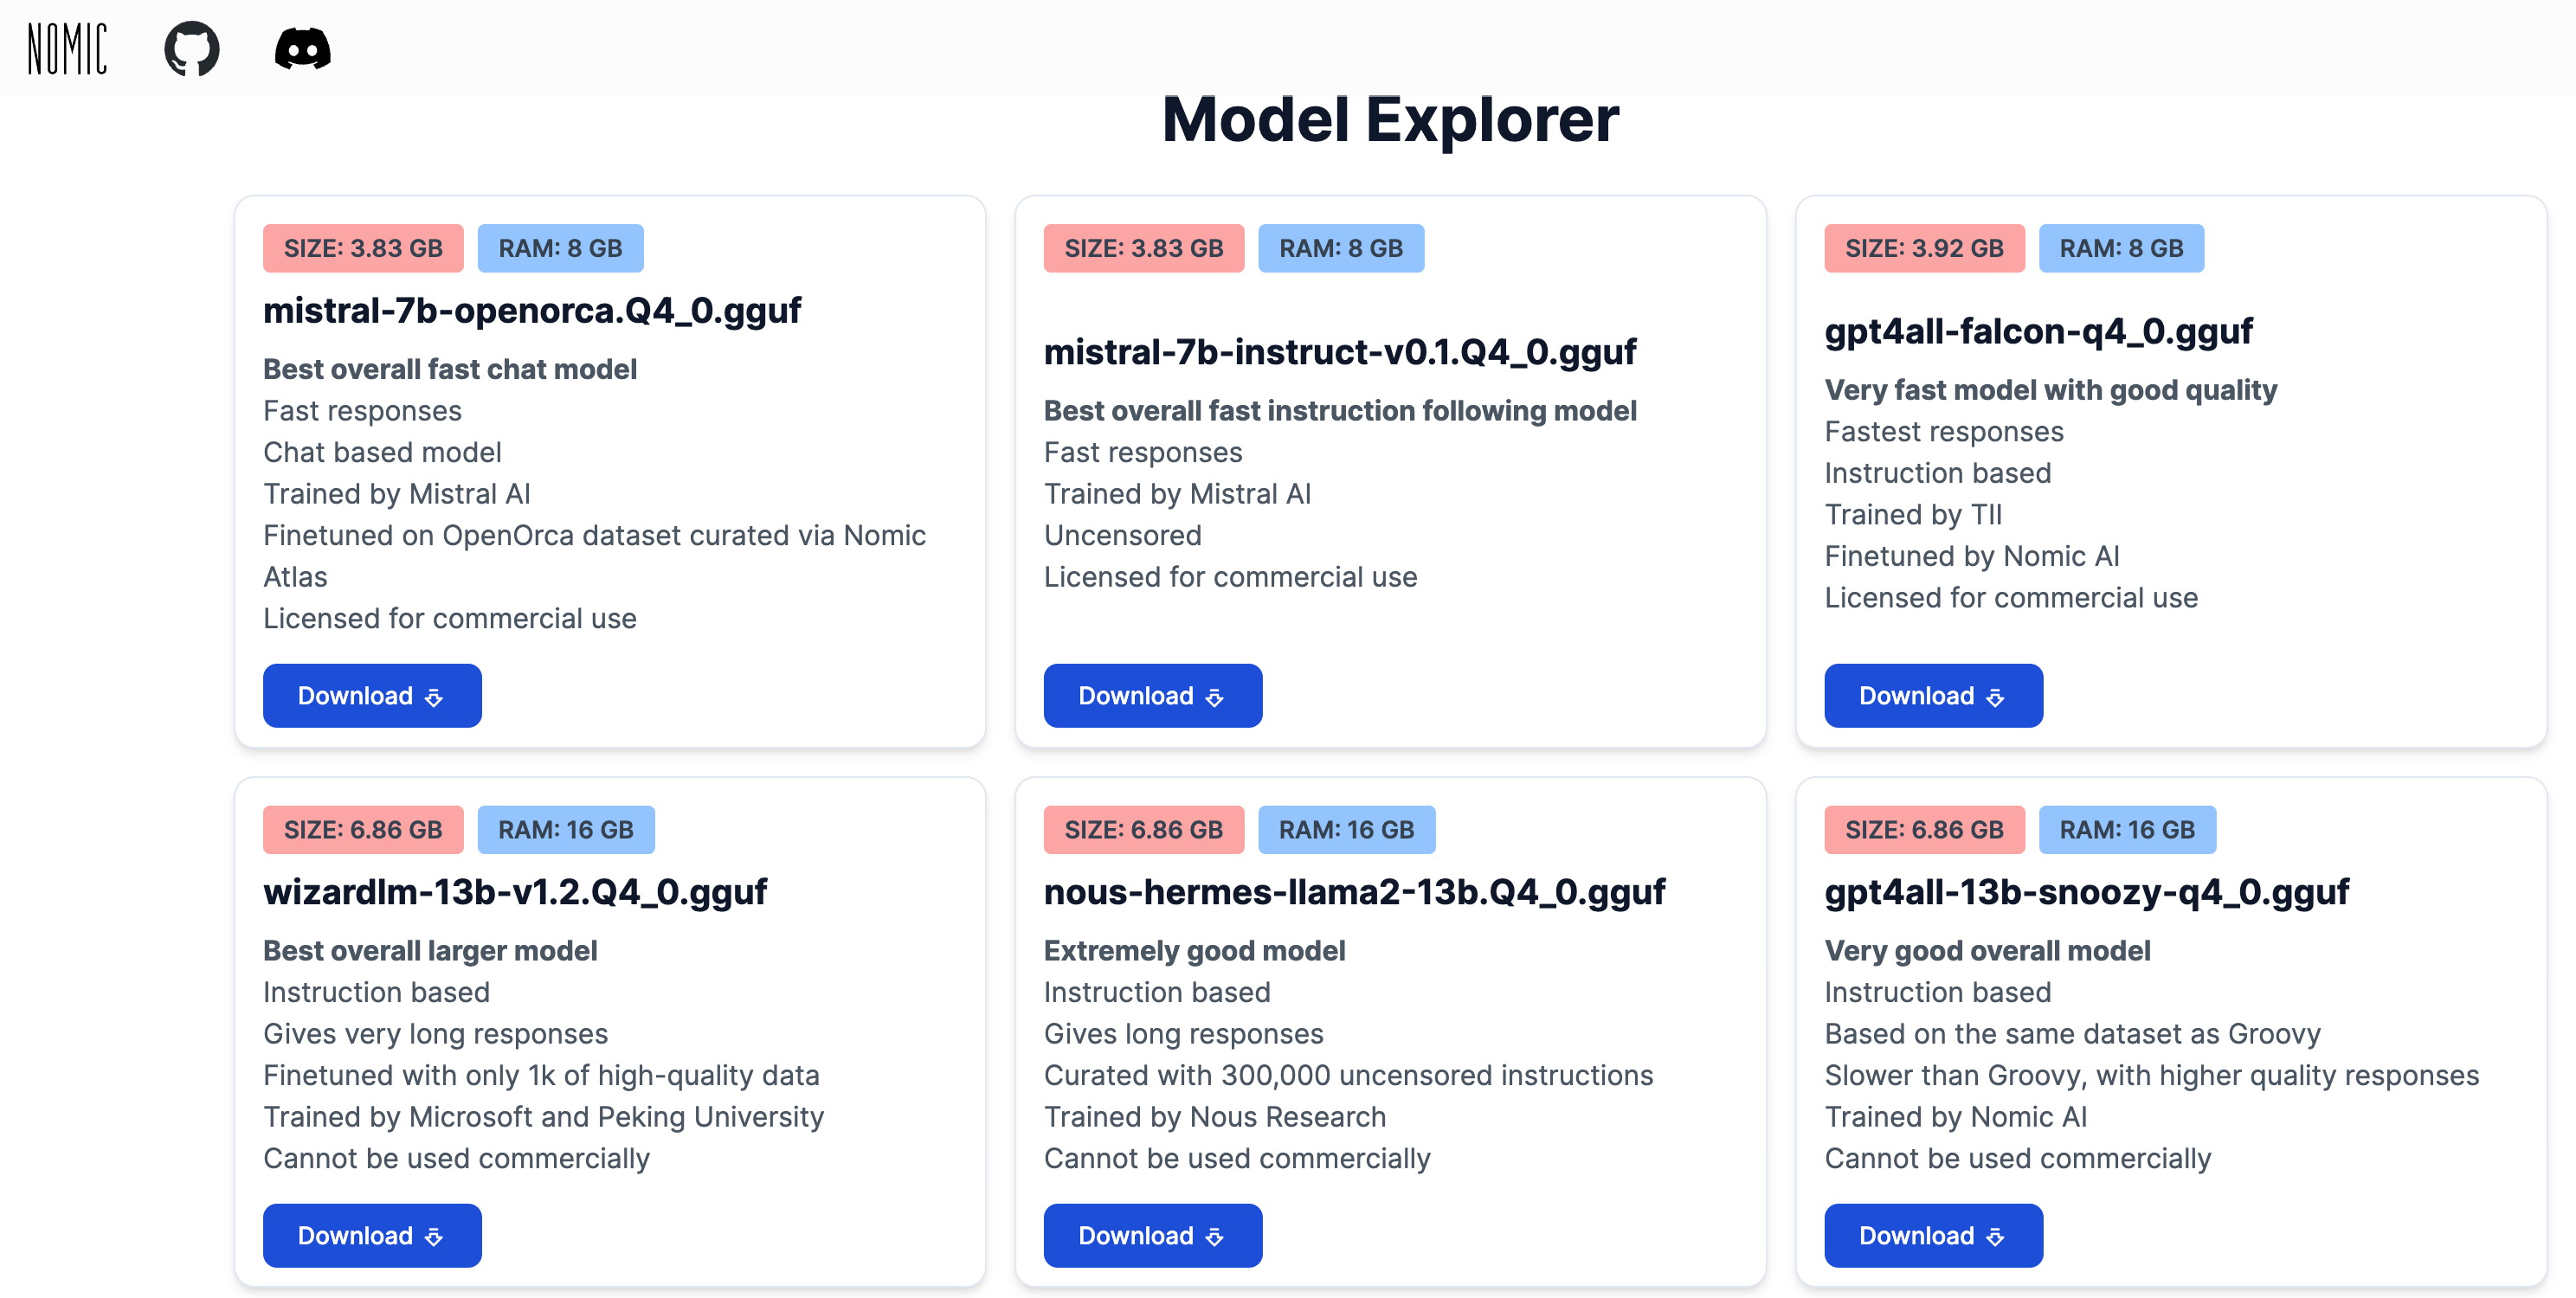 NOMIC
Model Explorer
SIZE: 3.83 GB RAM: 8 GB
mistral-7b-openorca.Q4_0.gguf
Best overall fast chat model
Fast responses
Chat based model
Trained by Mistral AI
Finetuned on OpenOrca dataset curated via Nomic
Atlas
Licensed for commercial use
Download
SIZE: 3.83 GB RAM: 8 GB
mistral-7b-instruct-v0.1.Q4_0.gguf
Best overall fast instruction following model
Fast responses
Trained by Mistral AI
Uncensored
Licensed for commercial use
Download
SIZE: 3.92 GB RAM: 8 GB
gpt4all-falcon-q4_0.gguf
Very fast model with good quality
Fastest responses
Instruction based
Trained by TII
Finetuned by Nomic AI
Licensed for commercial use
Download
SIZE: 6.86 GB RAM: 16 GB
wizardlm-13b-v1.2.Q4_0.gguf
Best overall larger model
Instruction based
Gives very long responses
Finetuned with only 1k of high-quality data
Trained by Microsoft and Peking University
Cannot be used commercially
Download
SIZE: 6.86 GB RAM: 16 GB
nous-hermes-llama2-13b.Q4_0.gguf
Extremely good model
Instruction based
Gives long responses
Curated with 300,000 uncensored instructions
Trained by Nous Research
Cannot be used commercially
Download
SIZE: 6.86 GB RAM: 16 GB
gpt4all-13b-snoozy-q4_0.gguf
Very good overall model
Instruction based
Based on the same dataset as Groovy
Slower than Groovy, with higher quality responses
Trained by Nomic AI
Cannot be used commercially
Download